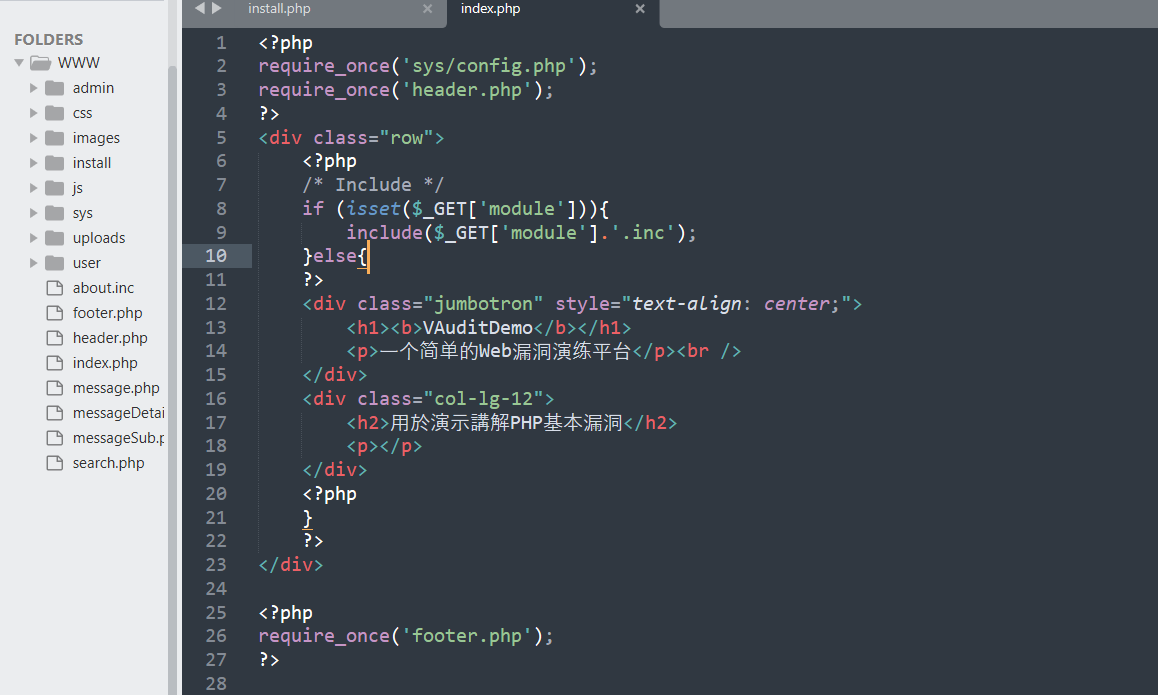 install.php × index.php ×
FOLDERS
WWW
admin
css
images
install
js
sys
uploads
user
about.inc
footer.php
header.php
index.php
message.php
messageDetai
messageSub.p
search.php
1 <?php
2 require_once('sys/config.php');
3 require_once('header.php');
4 ?>
5 <div class="row">
6     <?php
7     /* Include */
8     if (isset($_GET['module'])){
9         include($_GET['module'].'.inc');
10     }else{
11     ?>
12     <div class="jumbotron" style="text-align: center;">
13         <h1><b>VAuditDemo</b></h1>
14         <p>一个简单的Web漏洞演练平台</p><br />
15     </div>
16     <div class="col-lg-12">
17         <h2>用於演示講解PHP基本漏洞</h2>
18         <p></p>
19     </div>
20     <?php
21     }
22     ?>
23 </div>
24
25 <?php
26 require_once('footer.php');
27 ?>
28